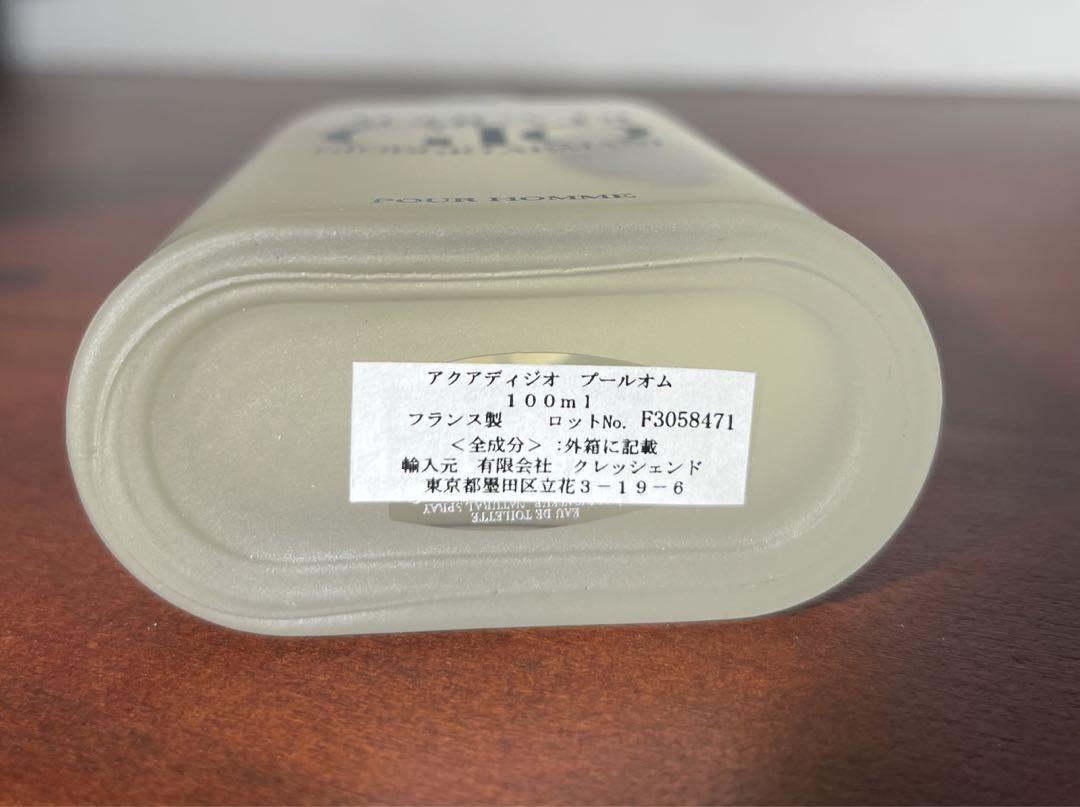 GIO
POUR HOMME
アクアディジオ　プールオム
１００ｍｌ
フランス製　　ロットNo. F3058471
＜全成分＞：外箱に記載
輸入元　有限会社　クレッシェンド
東京都墨田区立花３－１９－６
EAU DE TOILETTE
NATURAL SPRAY